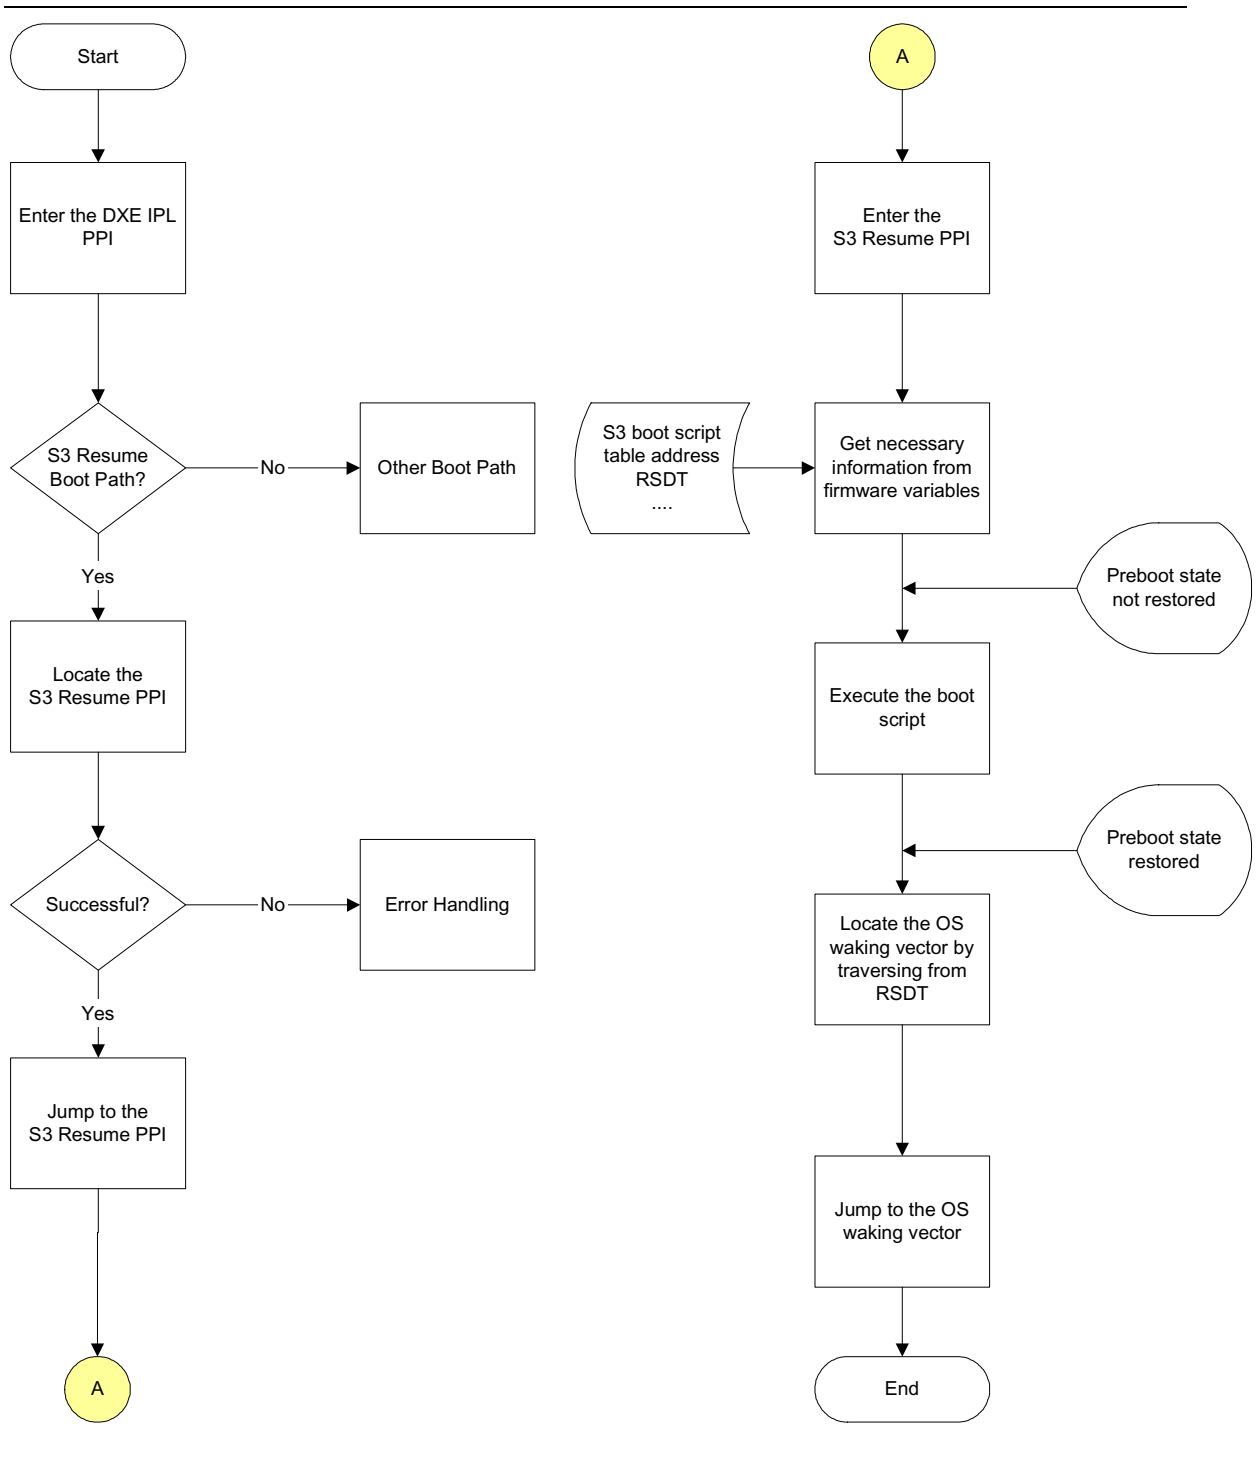 Start
Enter the DXE IPL
PPI
S3 Resume
Boot Path?
No
Other Boot Path
Yes
Locate the
S3 Resume PPI
Successful?
No
Error Handling
Yes
Jump to the
S3 Resume PPI
A
A
Enter the
S3 Resume PPI
S3 boot script
table address
RSDT
....
Get necessary
information from
firmware variables
Preboot state
not restored
Execute the boot
script
Preboot state
restored
Locate the OS
waking vector by
traversing from
RSDT
Jump to the OS
waking vector
End